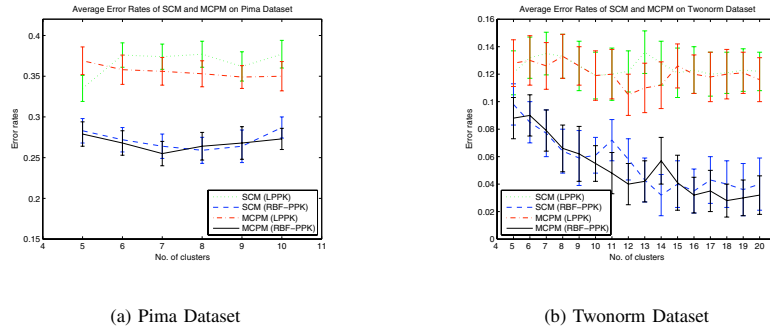 Average Error Rates of SCM and MCPM on Pima Dataset
0.4
0.35
0.3
0.25
0.2
0.15
Error rates
4 5 6 7 8 9 10 11
No. of clusters
SCM (LPPK)
SCM (RBF-PPK)
MCPM (LPPK)
MCPM (RBF-PPK)
(a) Pima Dataset
Average Error Rates of SCM and MCPM on Twonorm Dataset
0.16
0.14
0.12
0.1
0.08
0.06
0.04
0.02
0
Error rates
4 5 6 7 8 9 10 11 12 13 14 15 16 17 18 19 20
No. of clusters
SCM (LPPK)
SCM (RBF-PPK)
MCPM (LPPK)
MCPM (RBF-PPK)
(b) Twonorm Dataset